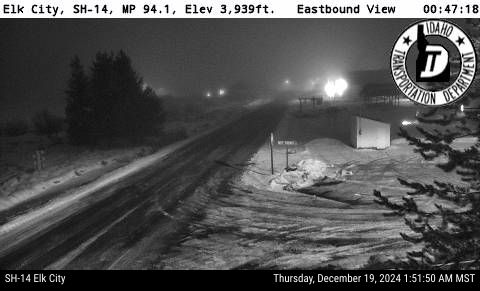 Elk City, SH-14, MP 94.1, Elev 3,939ft. Eastbound View 00:47:18
IDAHO
TRANSPORTATION DEPARTMENT
SH-14 Elk City Thursday, December 19, 2024 1:51:50 AM MST